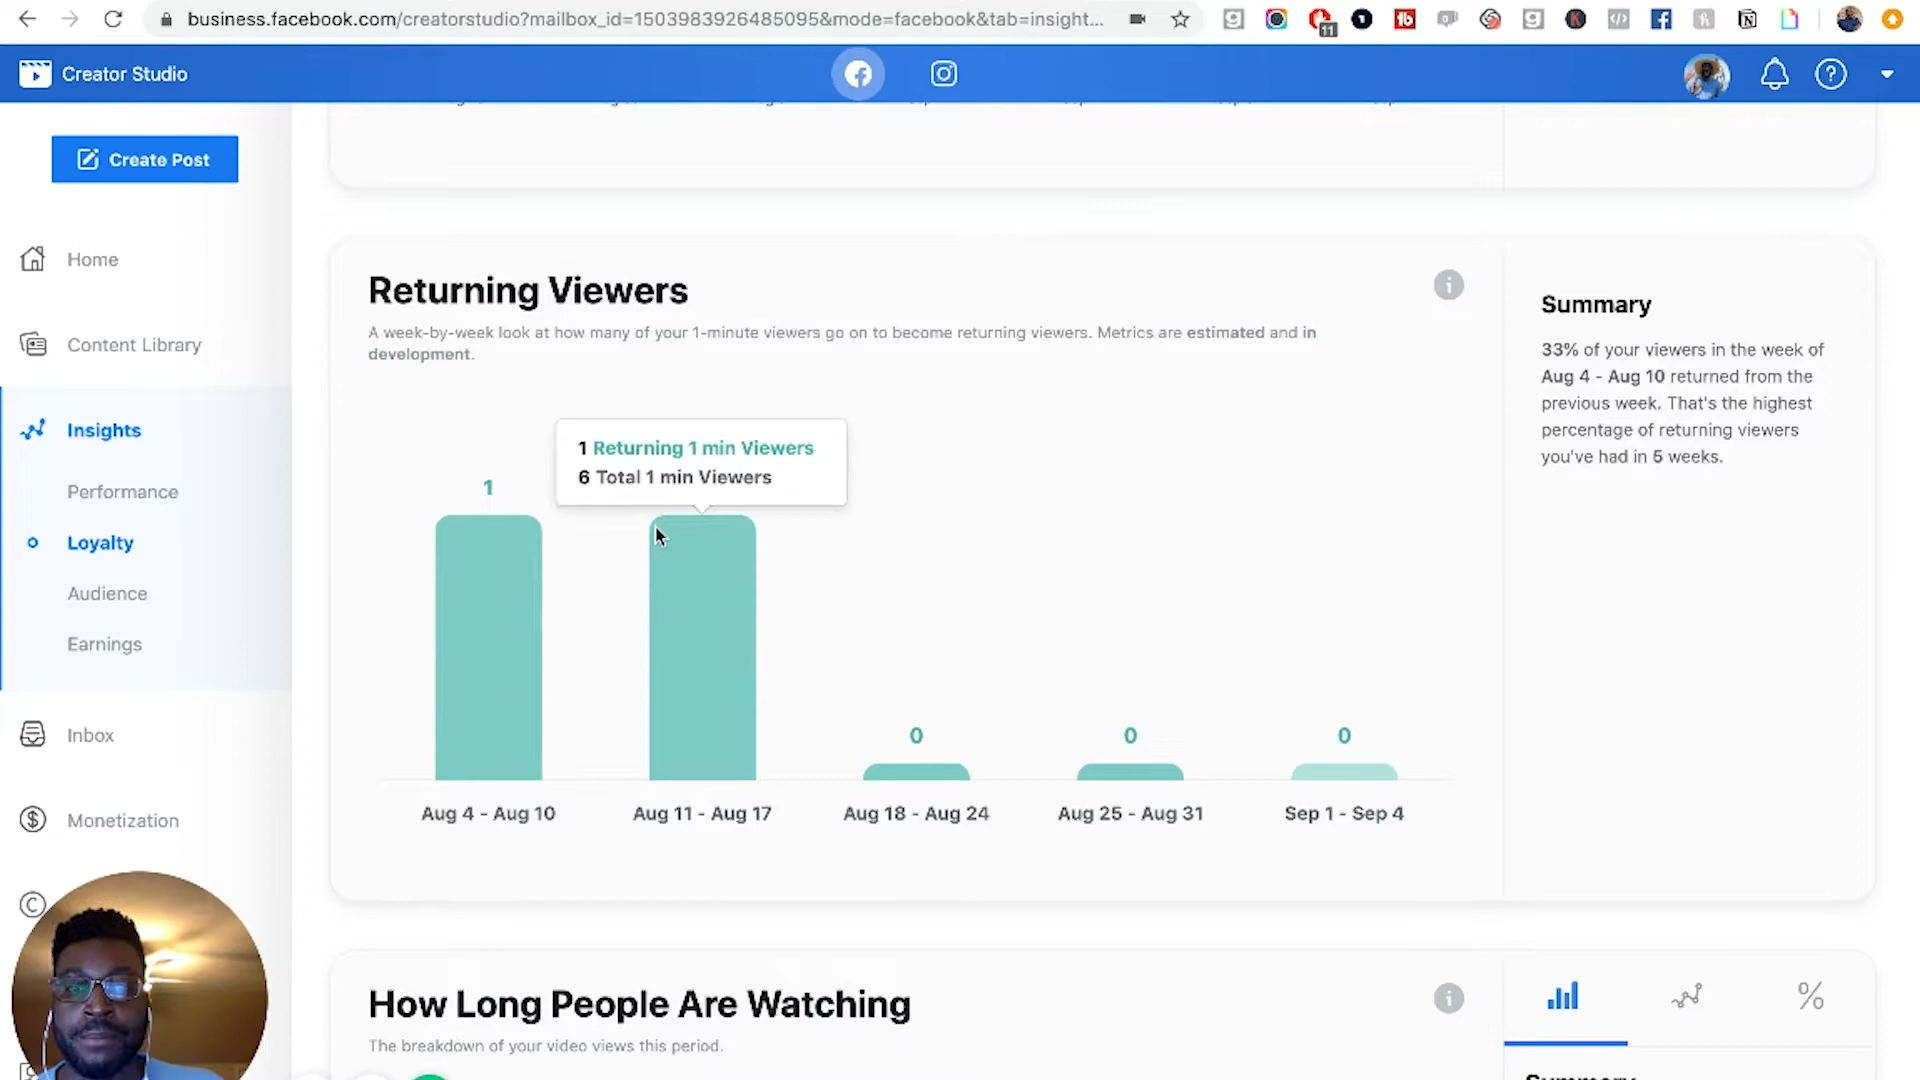 business.facebook.com/creatorstudio?mailbox_id=1503983926485095&mode=facebook&tab=insight...
11
Creator Studio
Create Post
Home
Content Library
Insights
Performance
Loyalty
Audience
Earnings
Inbox
Monetization
Returning Viewers
A week-by-week look at how many of your 1-minute viewers go on to become returning viewers. Metrics are estimated and in
development.
1 Returning 1 min Viewers
6 Total 1 min Viewers
1
0
0
0
Aug 4 - Aug 10
Aug 11 - Aug 17
Aug 18 - Aug 24
Aug 25 - Aug 31
Sep 1 - Sep 4
Summary
33% of your viewers in the week of
Aug 4 - Aug 10 returned from the
previous week. That's the highest
percentage of returning viewers
you've had in 5 weeks.
How Long People Are Watching
The breakdown of your video views this period.
%
Summary